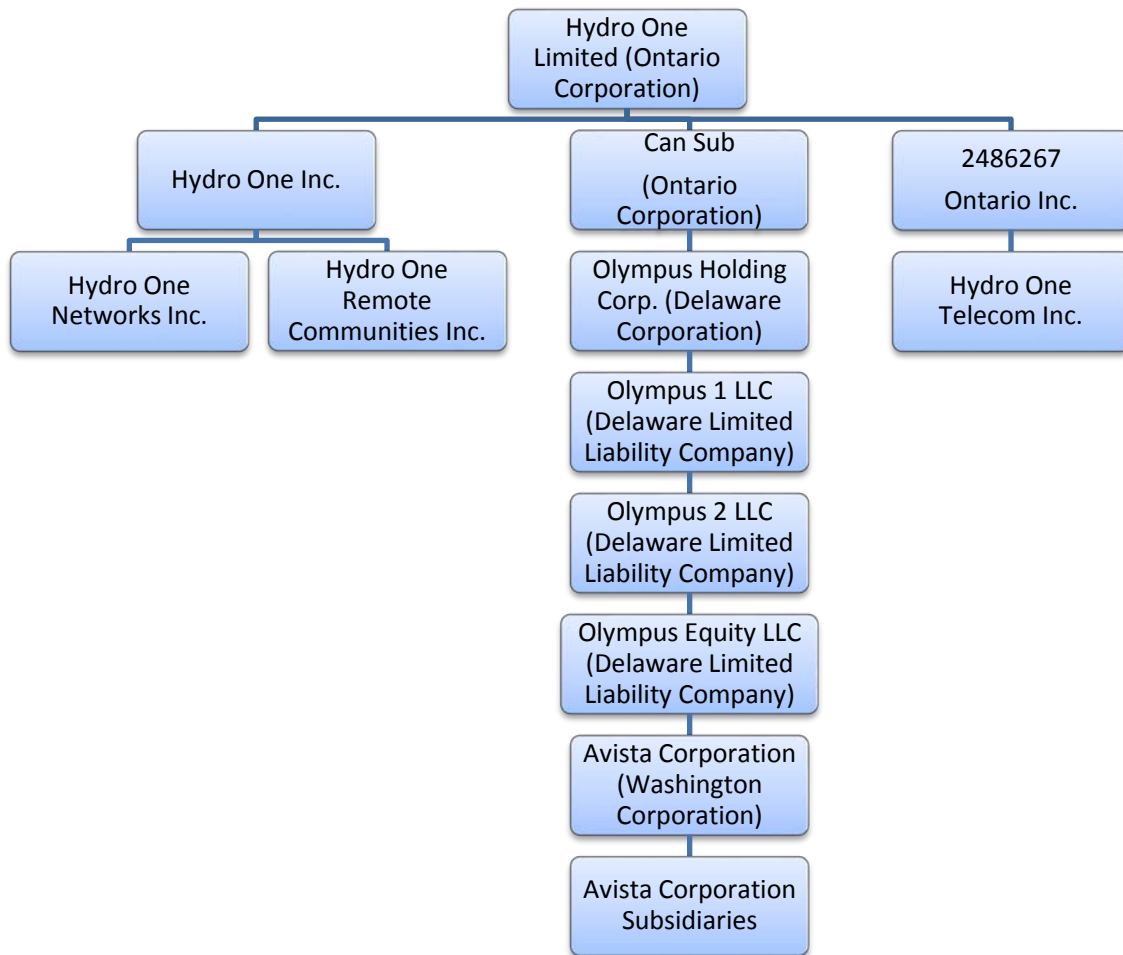 Hydro One
Limited (Ontario
Corporation)
Hydro One Inc.
Can Sub
(Ontario
Corporation)
2486267
Ontario Inc.
Hydro One
Networks Inc.
Hydro One
Remote
Communities Inc.
Olympus Holding
Corp. (Delaware
Corporation)
Hydro One
Telecom Inc.
Olympus 1 LLC
(Delaware Limited
Liability Company)
Olympus 2 LLC
(Delaware Limited
Liability Company)
Olympus Equity LLC
(Delaware Limited
Liability Company)
Avista Corporation
(Washington
Corporation)
Avista Corporation
Subsidiaries